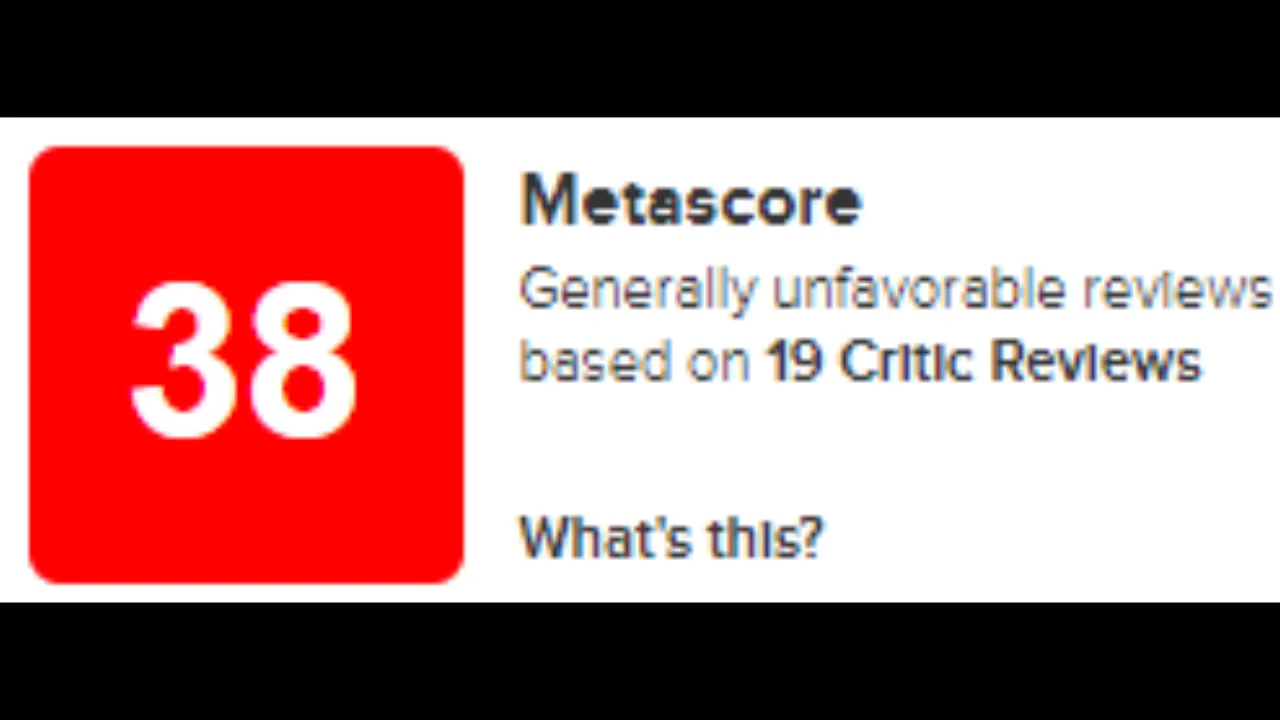 38
Metascore
Generally unfavorable reviews
based on 19 Critic Reviews
What's this?